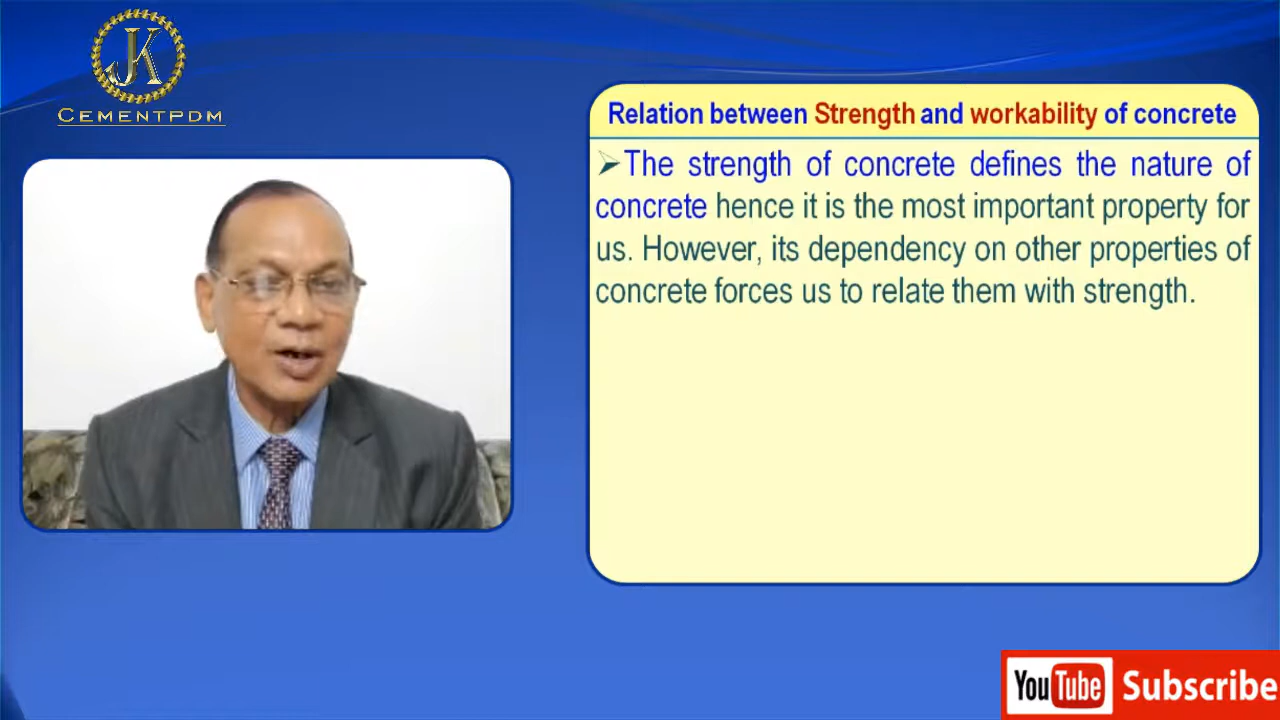 JK
CEMENTPDM
Relation between Strength and workability of concrete
➢The strength of concrete defines the nature of
concrete hence it is the most important property for
us. However, its dependency on other properties of
concrete forces us to relate them with strength.
YouTube Subscribe